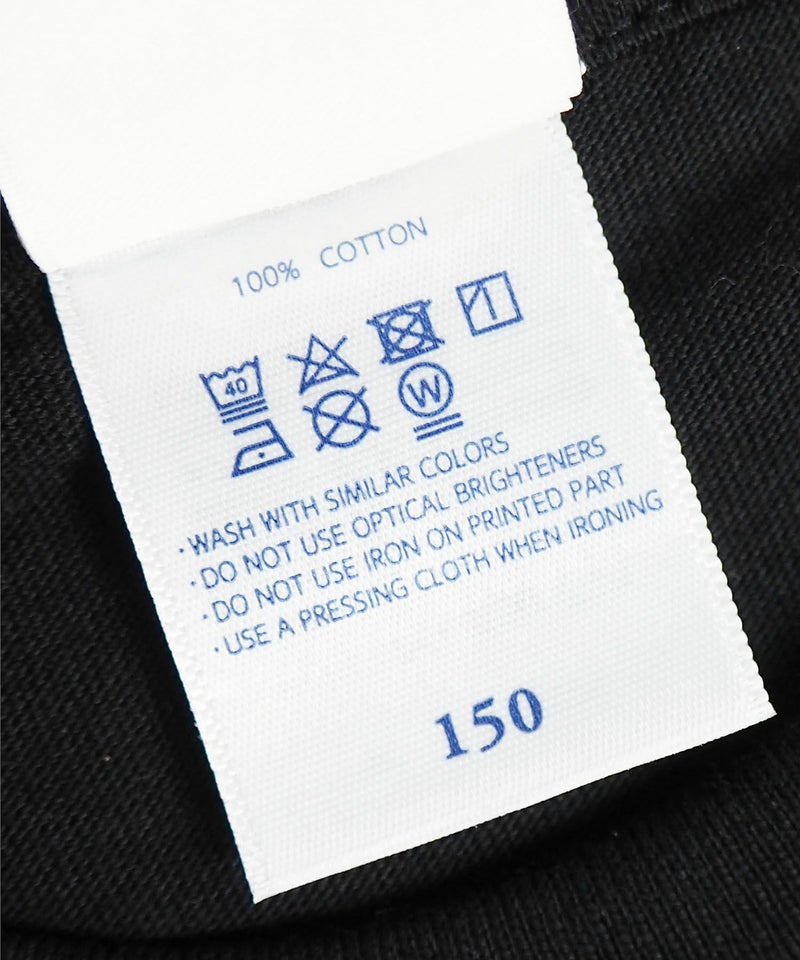 100% COTTON
40
W
·WASH WITH SIMILAR COLORS
·DO NOT USE OPTICAL BRIGHTENERS
·DO NOT USE IRON ON PRINTED PART
·USE A PRESSING CLOTH WHEN IRONING
150